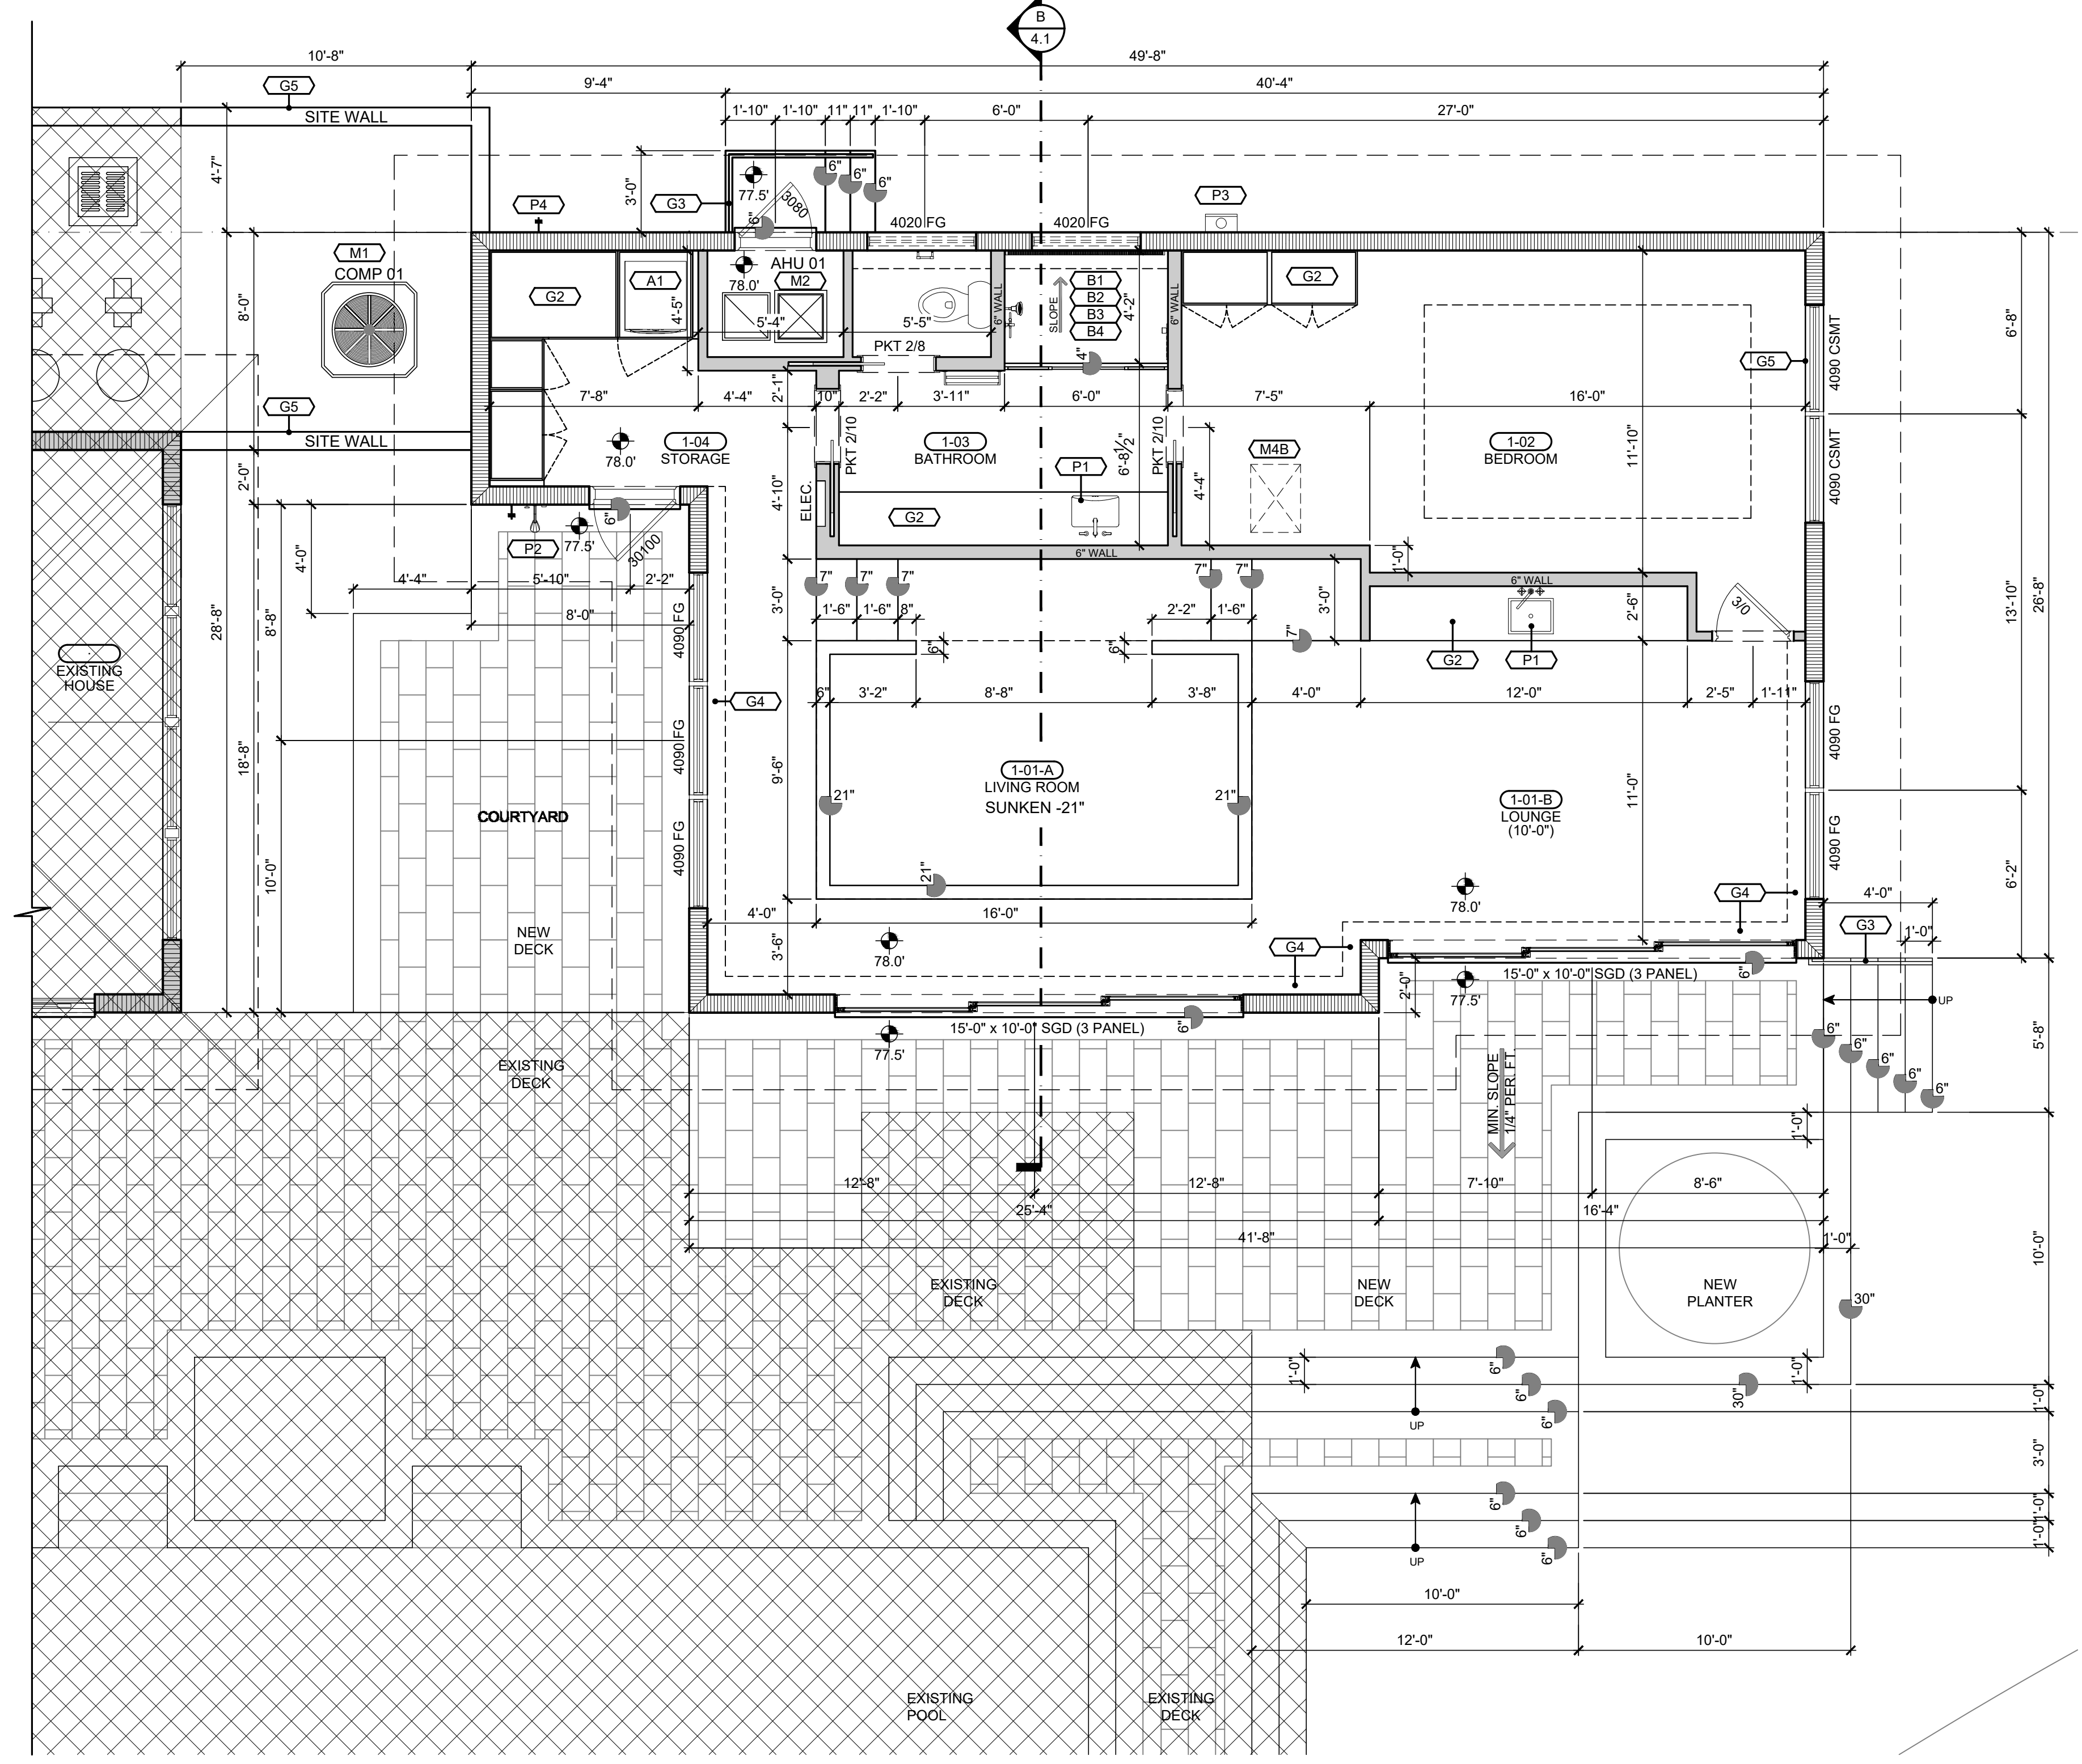 B
4.1
10'-8"
49'-8"
9'-4"
40'-4"
G5
1'-10"
1'-10"
11"
11"
1'-10"
6'-0"
27'-0"
SITE WALL
4'-7"
3'-0"
77.5'
6"
6"
6"
P4
G3
3080
6"
4020 FG
4020 FG
P3
M1
COMP 01
AHU 01
78.0'
M2
G2
A1
4'-5"
5'-4"
5'-5"
6" WALL
SLOPE
B1
B2
B3
B4
4'-2"
6" WALL
G2
8'-0"
6'-8"
4090 CSMT
G5
PKT 2/8
4"
G5
SITE WALL
7'-8"
4'-4"
2'-1"
10"
2'-2"
3'-11"
6'-0"
7'-5"
16'-0"
78.0'
1-04
STORAGE
PKT 2/10
1-03
BATHROOM
6'-8 1/2"
PKT 2/10
M4B
1-02
BEDROOM
11'-10"
4090 CSMT
2'-0"
4'-10"
ELEC.
P1
4'-4"
G2
6" WALL
P2
77.5'
6"
30100
4'-0"
4'-4"
5'-10"
2'-2"
8'-0"
28'-8"
8'-8"
3'-0"
7"
7"
7"
7"
7"
1'-6"
1'-6"
8"
2'-2"
1'-6"
3'-0"
1'-0"
6" WALL
2'-6"
3/0
13'-10"
26'-8"
4090 FG
6"
6"
7"
G2
P1
EXISTING
HOUSE
G4
6"
3'-2"
8'-8"
3'-8"
4'-0"
12'-0"
2'-5"
1'-11"
18'-8"
4090 FG
9'-6"
1-01-A
LIVING ROOM
SUNKEN -21"
21"
21"
11'-0"
1-01-B
LOUNGE
(10'-0")
4090 FG
COURTYARD
4090 FG
4090 FG
10'-0"
21"
78.0'
G4
6'-2"
4'-0"
4'-0"
16'-0"
G3
1'-0"
NEW
DECK
3'-6"
78.0'
G4
15'-0" x 10'-0" SGD (3 PANEL)
6"
77.5'
2'-0"
UP
15'-0" x 10'-0" SGD (3 PANEL)
6"
77.5'
6"
6"
6"
6"
6"
5'-8"
EXISTING
DECK
MIN. SLOPE
1/4" PER. FT.
1'-0"
12'-8"
12'-8"
7'-10"
8'-6"
25'-4"
16'-4"
41'-8"
1'-0"
10'-0"
EXISTING
DECK
NEW
DECK
NEW
PLANTER
30"
1'-0"
6"
6"
6"
UP
30"
1'-0"
1'-0"
3'-0"
6"
6"
6"
UP
1'-0"
1'-0"
10'-0"
12'-0"
10'-0"
EXISTING
POOL
EXISTING
DECK